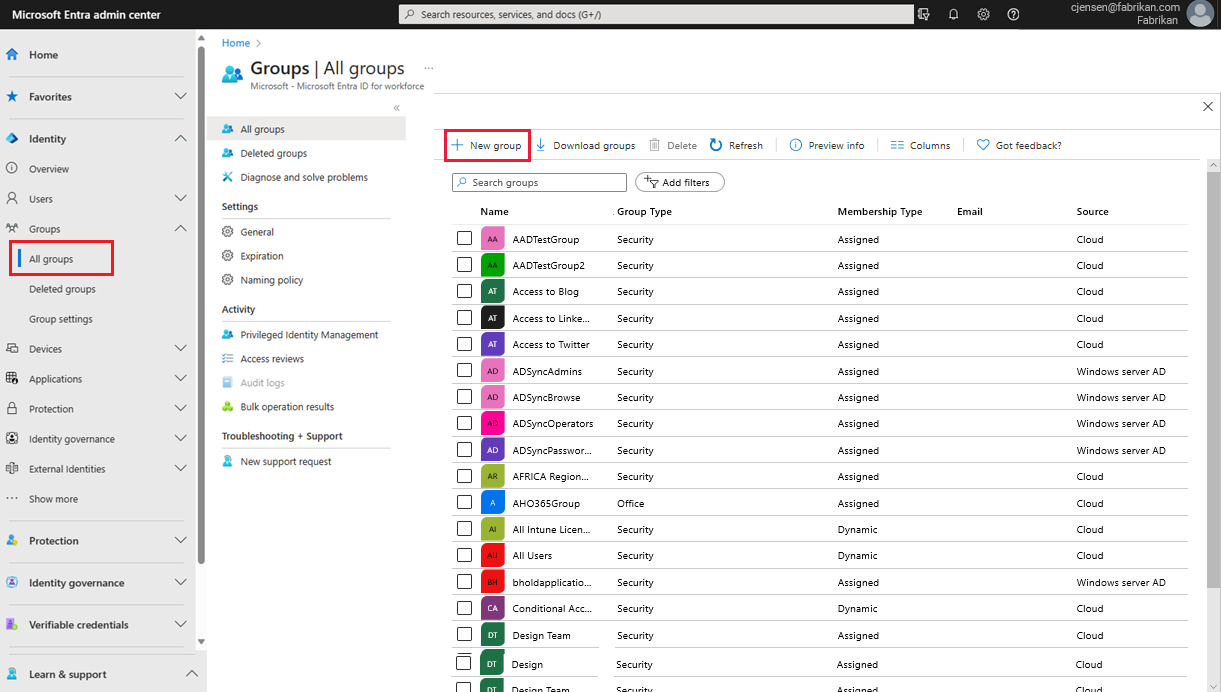 Microsoft Entra admin center
Search resources, services, and docs (G+/)
cjensen@fabrikan.com
Fabrikan
Home
Favorites
Identity
Overview
Users
Groups
All groups
Deleted groups
Group settings
Devices
Applications
Protection
Identity governance
External Identities
Show more
Protection
Identity governance
Verifiable credentials
Learn & support
Home
Groups | All groups
Microsoft - Microsoft Entra ID for workforce
All groups
Deleted groups
Diagnose and solve problems
Settings
General
Expiration
Naming policy
Activity
Privileged Identity Management
Access reviews
Audit logs
Bulk operation results
Troubleshooting + Support
New support request
New group Download groups Delete Refresh Preview info Columns Got feedback?
Search groups Add filters
Name Group Type Membership Type Email Source
AA AADTestGroup Security Assigned Cloud
AA AADTestGroup2 Security Assigned Cloud
AT Access to Blog Security Assigned Cloud
AT Access to Linke... Security Assigned Cloud
AT Access to Twitter Security Assigned Cloud
AD ADSyncAdmins Security Assigned Windows server AD
AD ADSyncBrowse Security Assigned Windows server AD
AD ADSyncOperators Security Assigned Windows server AD
AD ADSyncPasswor... Security Assigned Windows server AD
AR AFRICA Region... Security Assigned Cloud
A AHO365Group Office Assigned Cloud
AI All Intune Licen... Security Dynamic Cloud
AU All Users Security Dynamic Cloud
BH bholdapplicatio... Security Assigned Windows server AD
CA Conditional Acc... Security Dynamic Cloud
DT Design Team Security Assigned Cloud
DT Design Security Assigned Cloud
DT Design Team Security Assigned Cloud